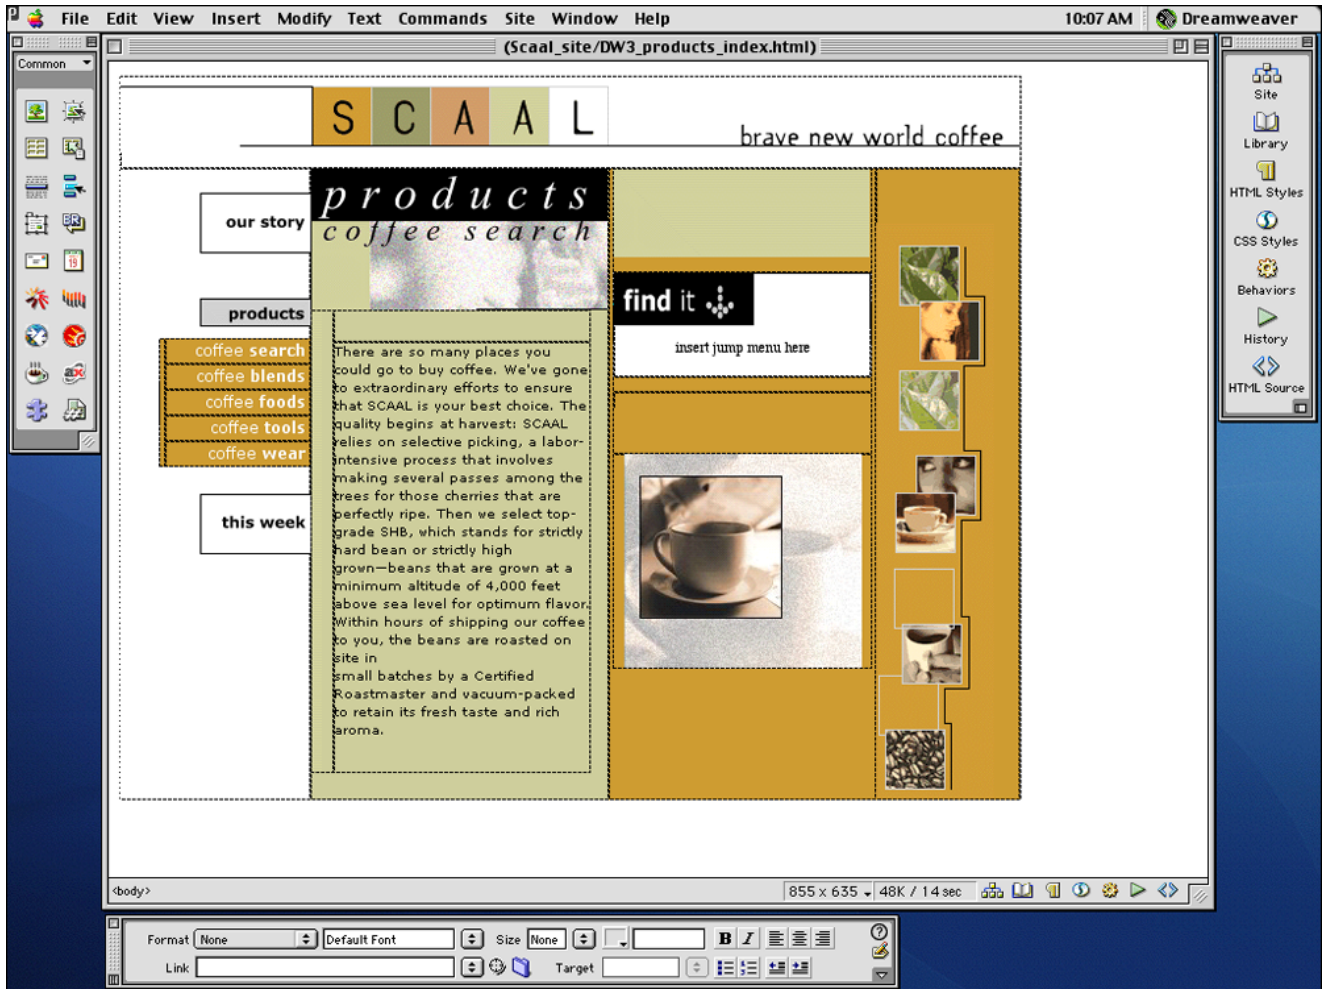 File Edit View Insert Modify Text Commands Site Window Help
10:07 AM Dreamweaver
(Scaal_site/DW3_products_index.html)
Common
S C A A L
brave new world coffee
our story
products
coffee search
coffee blends
coffee foods
coffee tools
coffee wear
this week
products
coffee search
There are so many places you
could go to buy coffee. We've gone
to extraordinary efforts to ensure
that SCAAL is your best choice. The
quality begins at harvest: SCAAL
relies on selective picking, a labor-
intensive process that involves
making several passes among the
trees for those cherries that are
perfectly ripe. Then we select top-
grade SHB, which stands for strictly
hard bean or strictly high
grown—beans that are grown at a
minimum altitude of 4,000 feet
above sea level for optimum flavor.
Within hours of shipping our coffee
to you, the beans are roasted on
site in
small batches by a Certified
Roastmaster and vacuum-packed
to retain its fresh taste and rich
aroma.
find it
insert jump menu here
Site
Library
HTML Styles
CSS Styles
Behaviors
History
HTML Source
<body>
855 x 635
48K / 14 sec
Format None Default Font Size None B I
Link Target